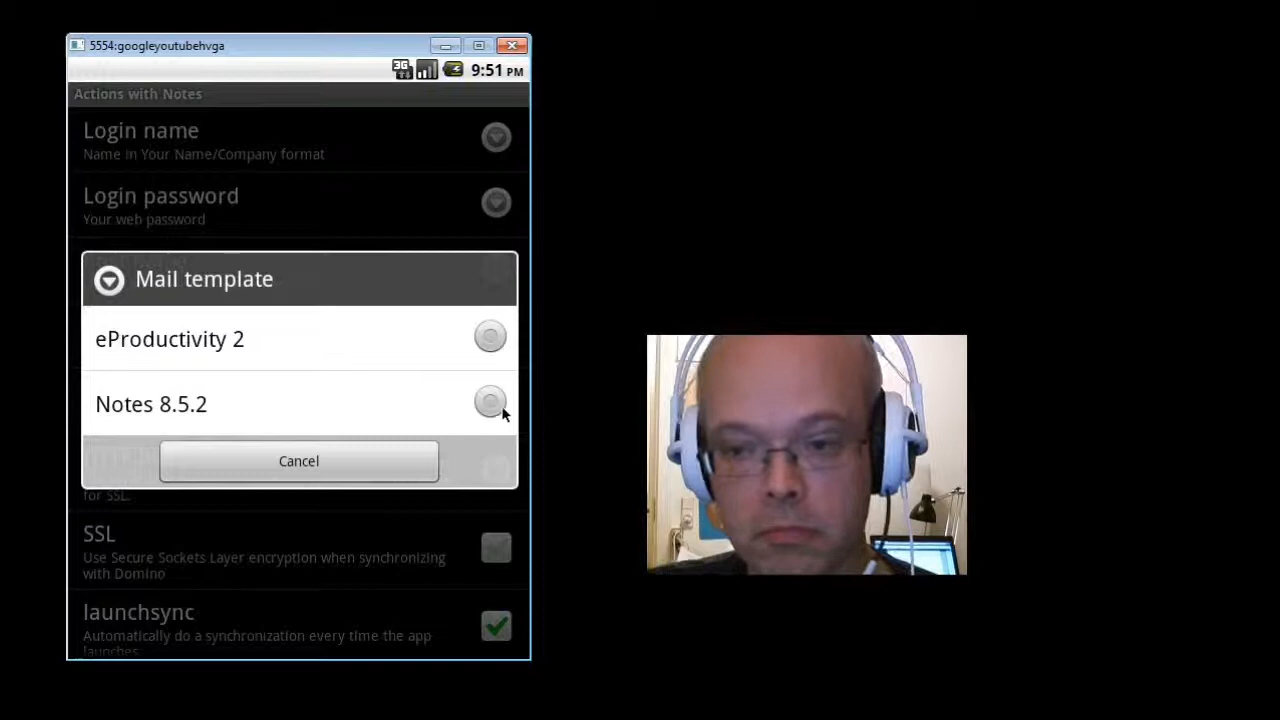 5554:googleyoutubehvga
3G 9:51 PM
Actions with Notes
Login name
Name in Your Name/Company format
Login password
Your web password
Mail template
eProductivity 2
Notes 8.5.2
Cancel
for SSL.
SSL
Use Secure Sockets Layer encryption when synchronizing
with Domino
launchsync
Automatically do a synchronization every time the app
launches